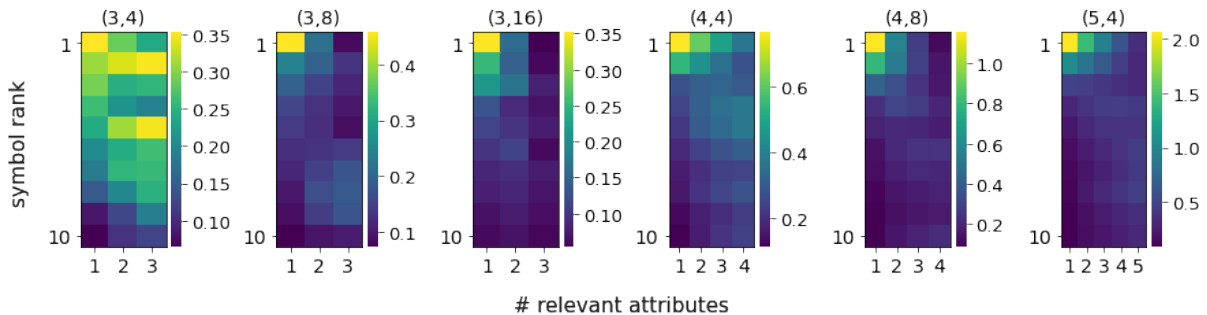 (3,4) (3,8) (3,16) (4,4) (4,8) (5,4)
symbol rank
1 10 1 2 3 0.35 0.30 0.25 0.20 0.15 0.10
1 10 1 2 3 0.4 0.3 0.2 0.1
1 10 1 2 3 0.35 0.30 0.25 0.20 0.15 0.10
1 10 1 2 3 4 0.6 0.4 0.2
1 10 1 2 3 4 1.0 0.8 0.6 0.4 0.2
1 10 1 2 3 4 5 2.0 1.5 1.0 0.5
# relevant attributes